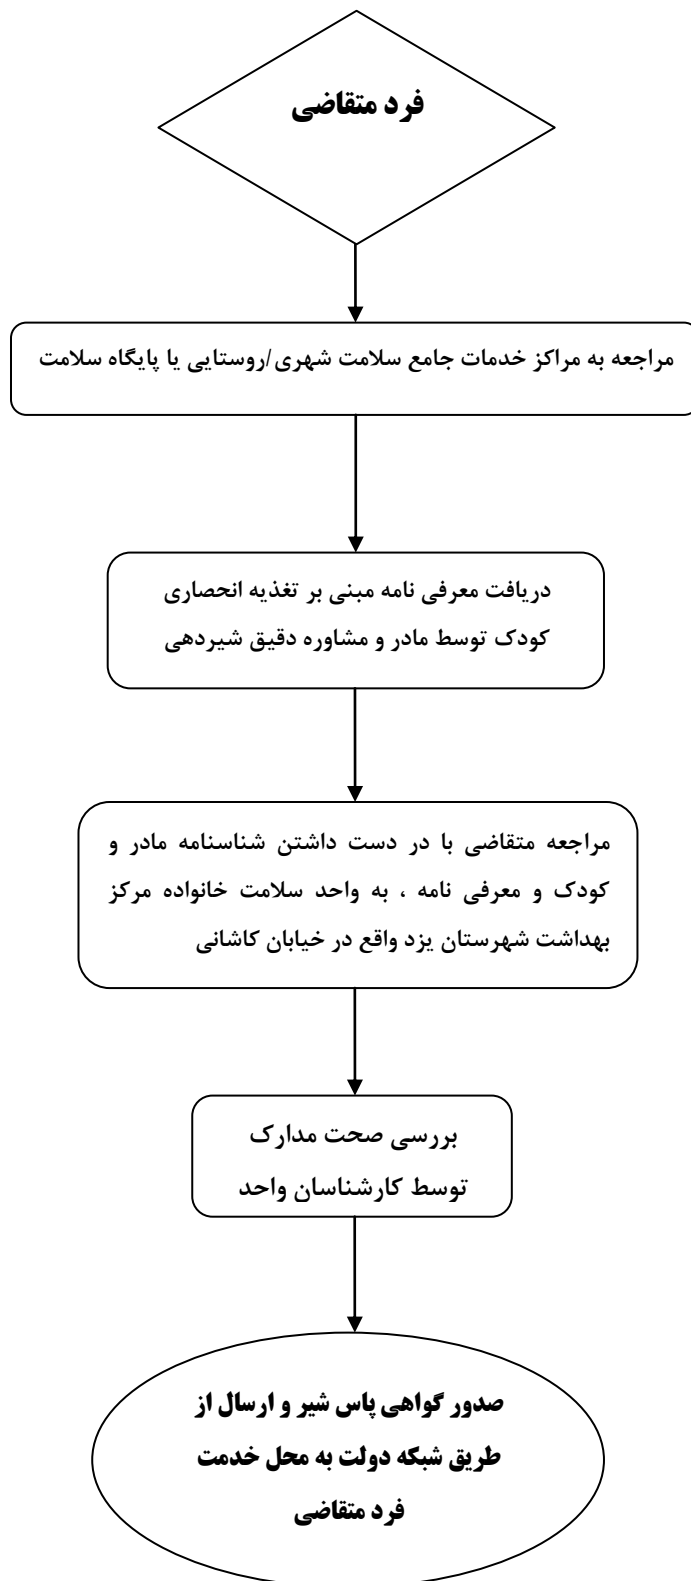 فرد متقاضی
مراجعه به مراکز خدمات جامع سلامت شهری/روستایی یا پایگاه سلامت
دریافت معرفی نامه مبنی بر تغذیه انحصاری
کودک توسط مادر و مشاوره دقیق شیردهی
مراجعه متقاضی با در دست داشتن شناسنامه مادر و
کودک و معرفی نامه ، به واحد سلامت خانواده مرکز
بهداشت شهرستان یزد واقع در خیابان کاشانی
بررسی صحت مدارک
توسط کارشناسان واحد
صدور گواهی پاس شیر و ارسال از
طریق شبکه دولت به محل خدمت
فرد متقاضی